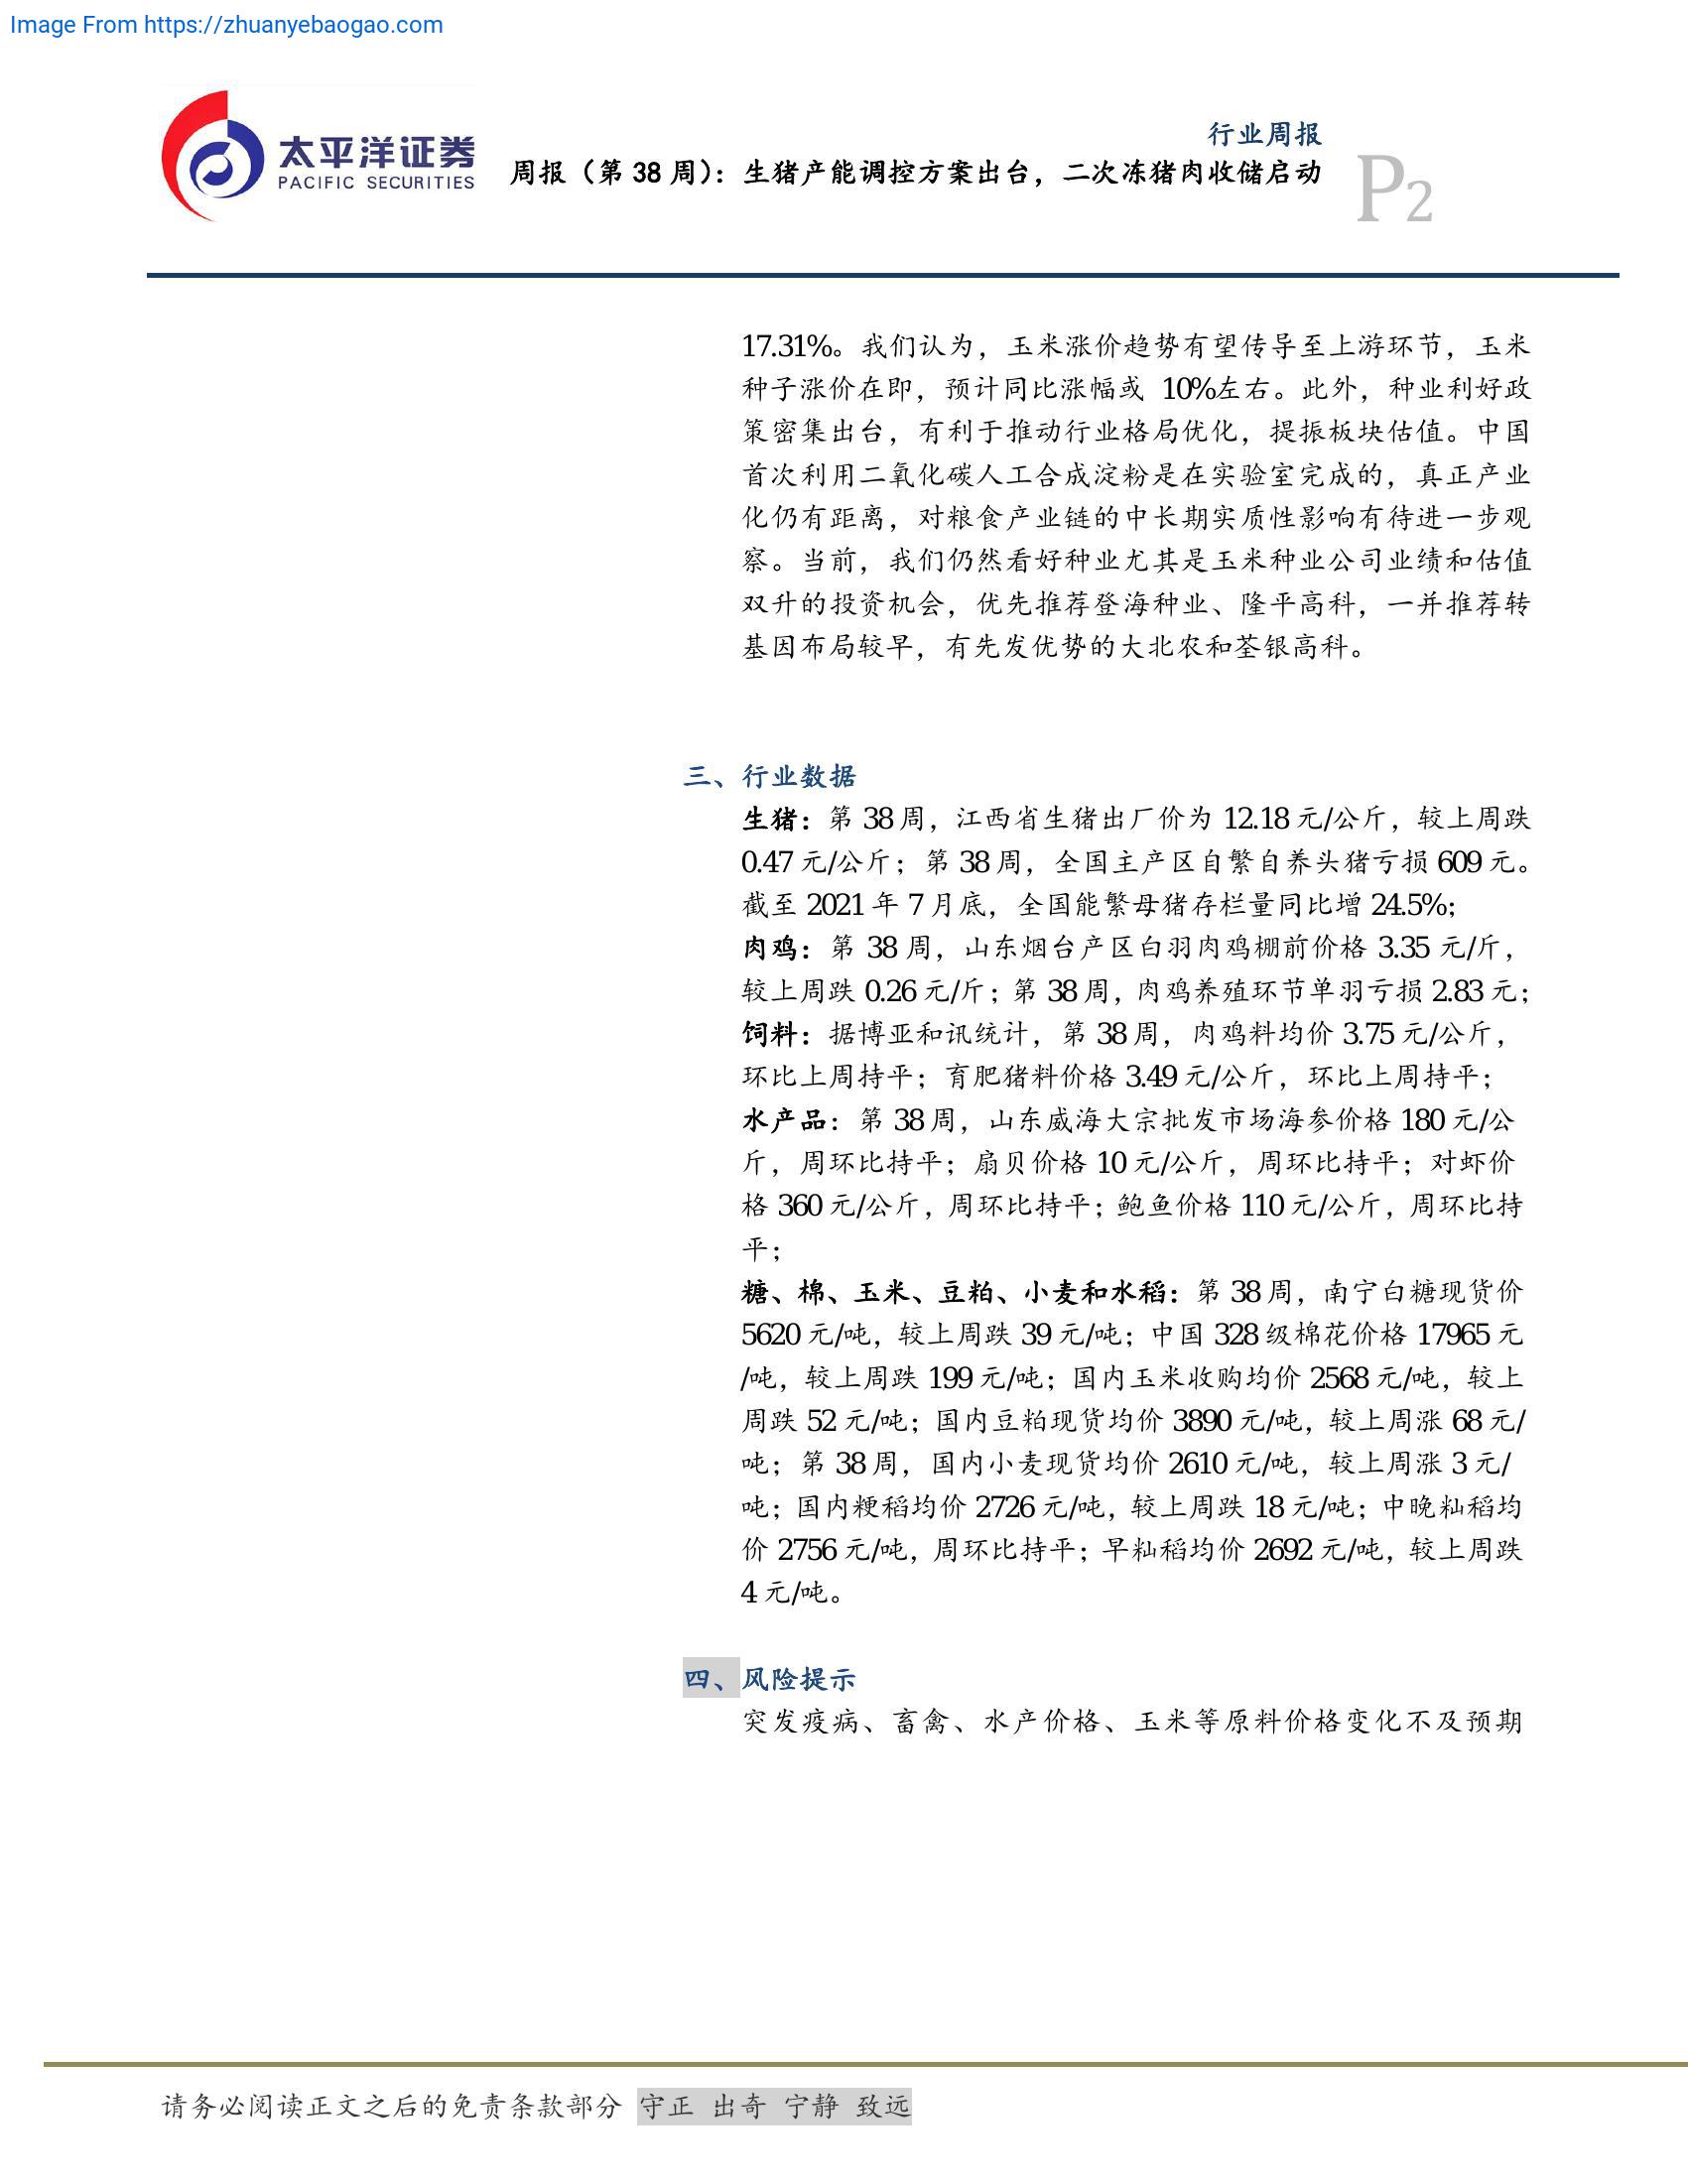 Image From https://zhuanyebaogao.com
太平洋证券
PACIFIC SECURITIES
行业周报
周报（第 38 周）：生猪产能调控方案出台，二次冻猪肉收储启动
P2
17.31%。我们认为，玉米涨价趋势有望传导至上游环节，玉米
种子涨价在即，预计同比涨幅或 10%左右。此外，种业利好政
策密集出台，有利于推动行业格局优化，提振板块估值。中国
首次利用二氧化碳人工合成淀粉是在实验室完成的，真正产业
化仍有距离，对粮食产业链的中长期实质性影响有待进一步观
察。当前，我们仍然看好种业尤其是玉米种业公司业绩和估值
双升的投资机会，优先推荐登海种业、隆平高科，一并推荐转
基因布局较早，有先发优势的大北农和荃银高科。
三、行业数据
生猪：第 38 周，江西省生猪出厂价为 12.18 元/公斤，较上周跌
0.47 元/公斤；第 38 周，全国主产区自繁自养头猪亏损 609 元。
截至 2021 年 7 月底，全国能繁母猪存栏量同比增 24.5%；
肉鸡：第 38 周，山东烟台产区白羽肉鸡棚前价格 3.35 元/斤，
较上周跌 0.26 元/斤；第 38 周，肉鸡养殖环节单羽亏损 2.83 元；
饲料：据博亚和讯统计，第 38 周，肉鸡料均价 3.75 元/公斤，
环比上周持平；育肥猪料价格 3.49 元/公斤，环比上周持平；
水产品：第 38 周，山东威海大宗批发市场海参价格 180 元/公
斤，周环比持平；扇贝价格 10 元/公斤，周环比持平；对虾价
格 360 元/公斤，周环比持平；鲍鱼价格 110 元/公斤，周环比持
平；
糖、棉、玉米、豆粕、小麦和水稻：第 38 周，南宁白糖现货价
5620 元/吨，较上周跌 39 元/吨；中国 328 级棉花价格 17965 元
/吨，较上周跌 199 元/吨；国内玉米收购均价 2568 元/吨，较上
周跌 52 元/吨；国内豆粕现货均价 3890 元/吨，较上周涨 68 元/
吨；第 38 周，国内小麦现货均价 2610 元/吨，较上周涨 3 元/
吨；国内粳稻均价 2726 元/吨，较上周跌 18 元/吨；中晚籼稻均
价 2756 元/吨，周环比持平；早籼稻均价 2692 元/吨，较上周跌
4 元/吨。
四、风险提示
突发疫病、畜禽、水产价格、玉米等原料价格变化不及预期
请务必阅读正文之后的免责条款部分 守正 出奇 宁静 致远